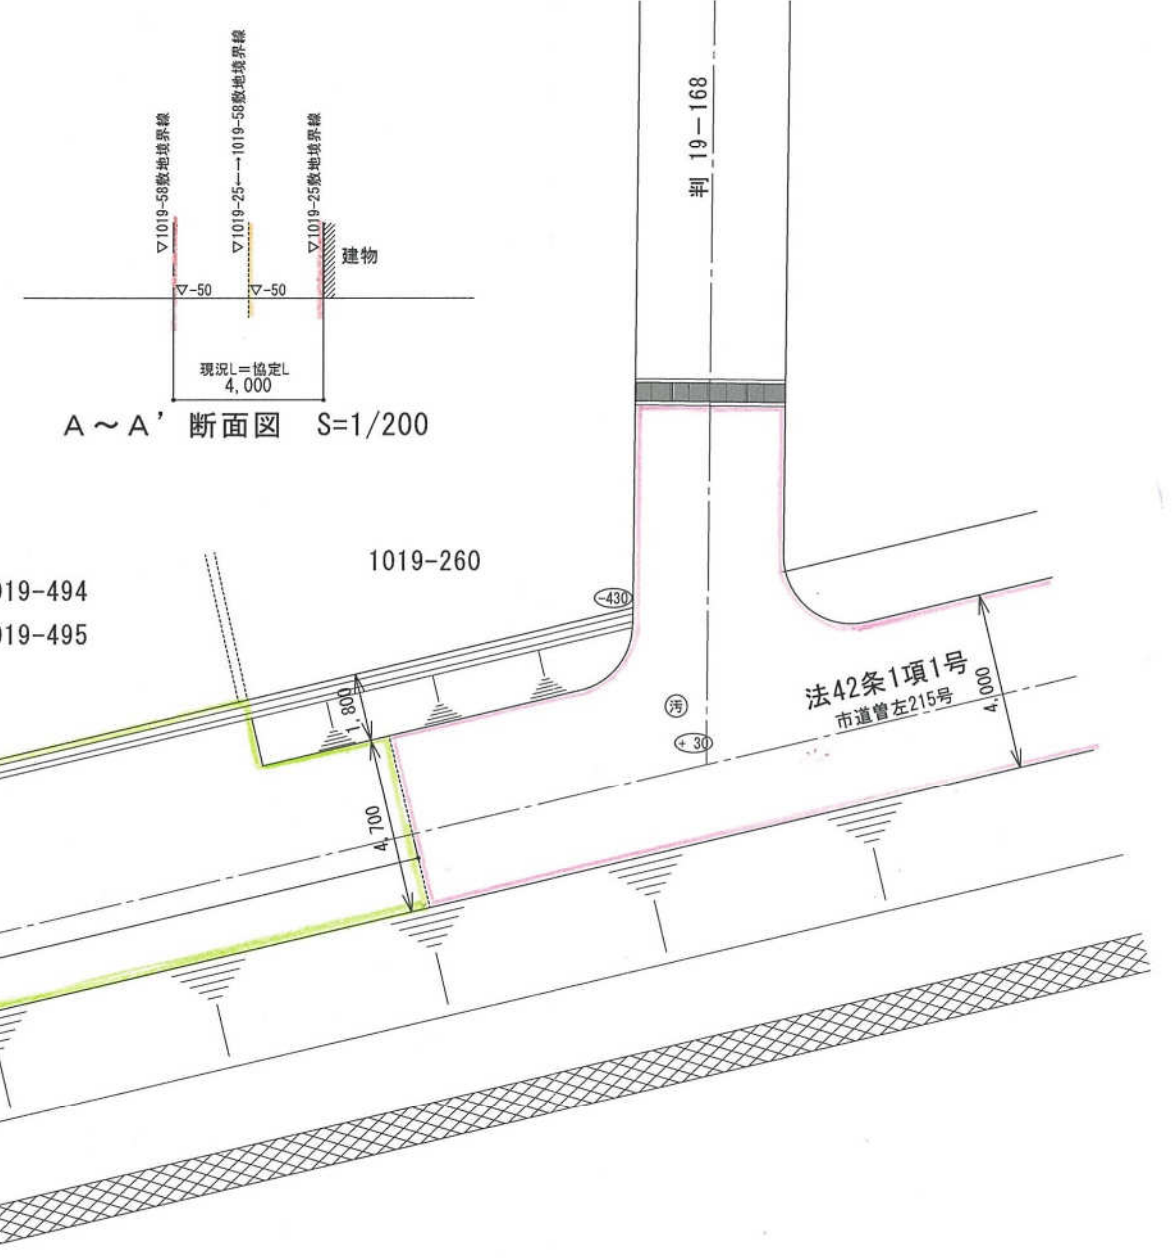 ▽1019-58敷地境界線
▽1019-25←→1019-58敷地境界線
▽1019-25敷地境界線
建物
▽-50
▽-50
現況L=協定L
4,000
A～A’ 断面図 S=1/200
判 19-168
1019-260
019-494
019-495
-430
1,800
汚
+30
法42条1項1号
市道曽左215号
4,000
4,700